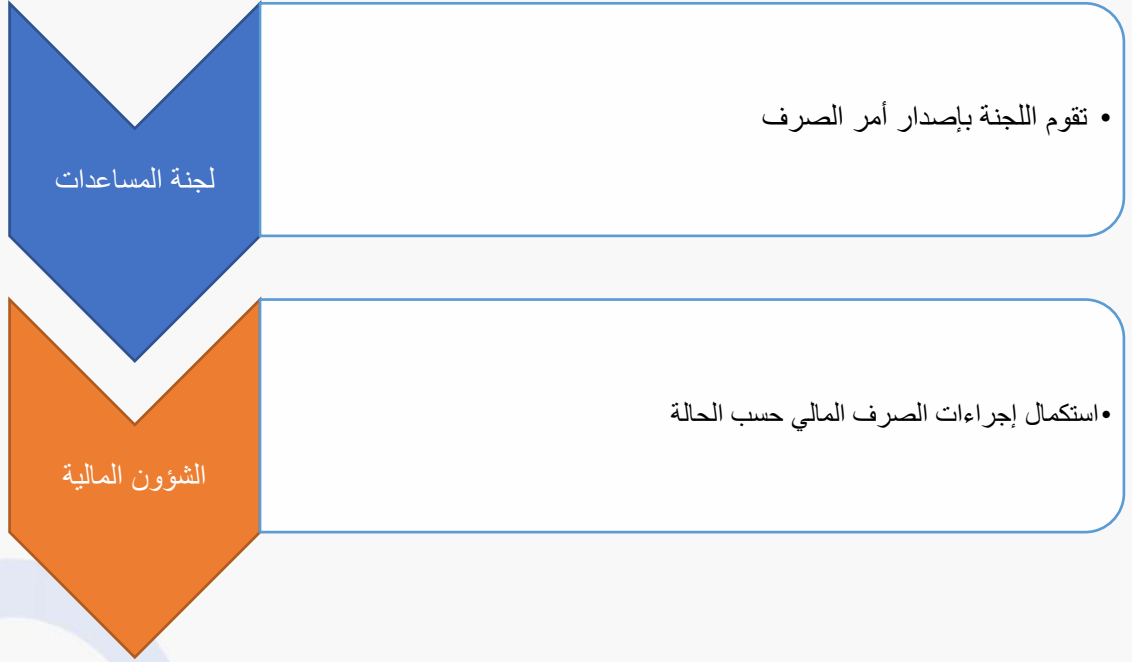 لجنة المساعدات
• تقوم اللجنة بإصدار أمر الصرف
الشؤون المالية
•استكمال إجراءات الصرف المالي حسب الحالة